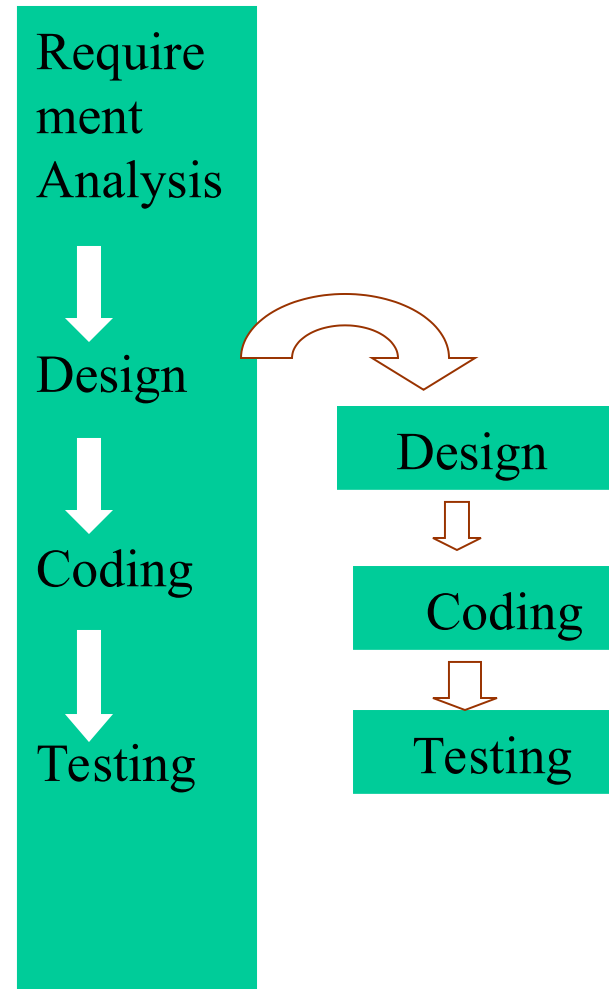 Require
ment
Analysis
Design
Coding
Testing
Design
Coding
Testing